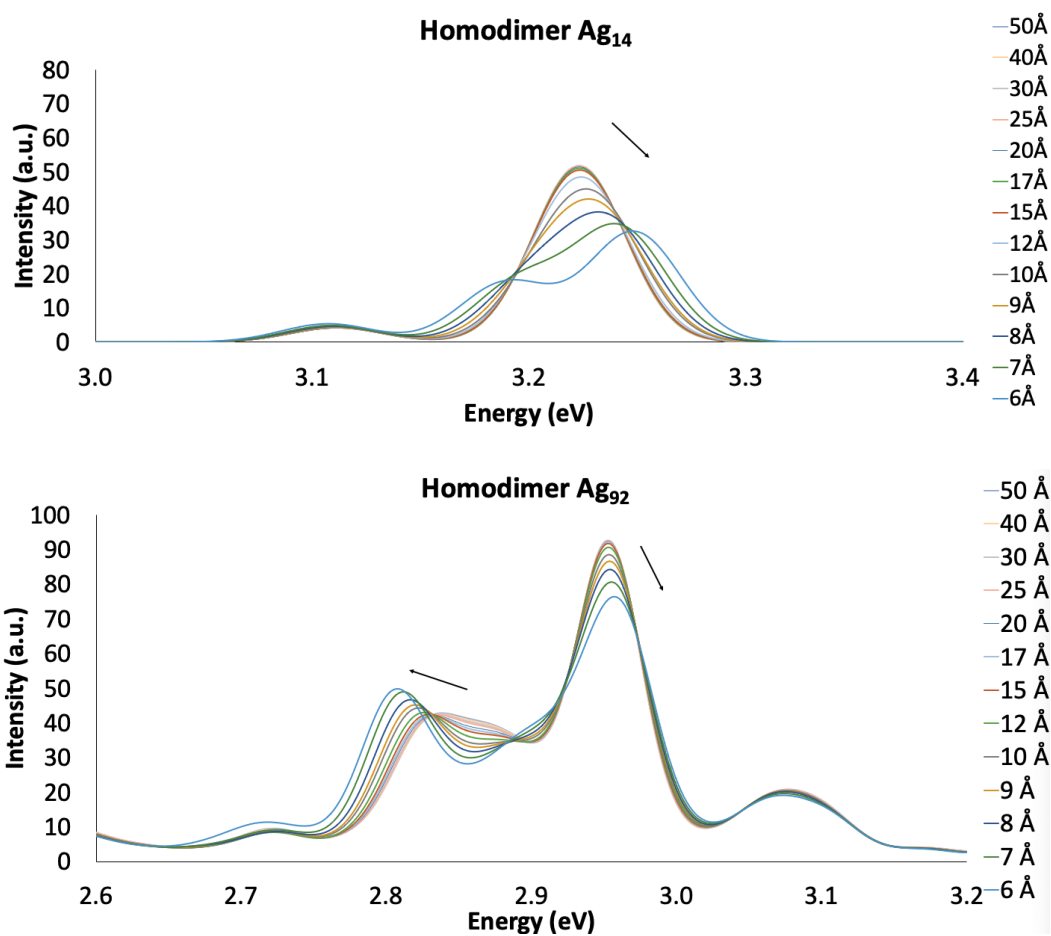 Homodimer Ag₁₄
Intensity (a.u.)
80
70
60
50
40
30
20
10
0
3.0 3.1 3.2 3.3 3.4
Energy (eV)
50Å
40Å
30Å
25Å
20Å
17Å
15Å
12Å
10Å
9Å
8Å
7Å
6Å
Homodimer Ag₉₂
Intensity (a.u.)
100
90
80
70
60
50
40
30
20
10
0
2.6 2.7 2.8 2.9 3.0 3.1 3.2
Energy (eV)
50 Å
40 Å
30 Å
25 Å
20 Å
17 Å
15 Å
12 Å
10 Å
9 Å
8 Å
7 Å
6 Å